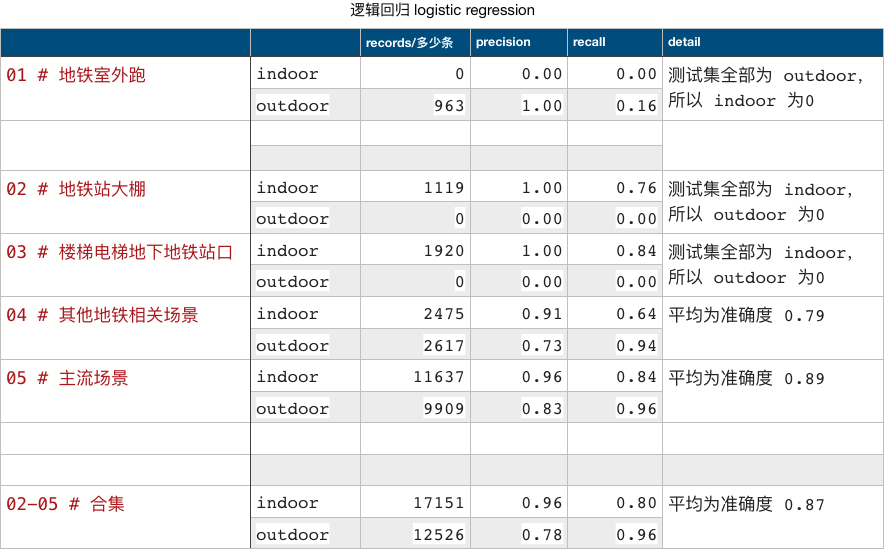 逻辑回归 logistic regression
records/多少条 precision recall detail
01 # 地铁室外跑 indoor 0 0.00 0.00 测试集全部为 outdoor,
outdoor 963 1.00 0.16 所以 indoor 为0
02 # 地铁站大棚 indoor 1119 1.00 0.76 测试集全部为 indoor,
outdoor 0 0.00 0.00 所以 outdoor 为0
03 # 楼梯电梯地下地铁站口 indoor 1920 1.00 0.84 测试集全部为 indoor,
outdoor 0 0.00 0.00 所以 outdoor 为0
04 # 其他地铁相关场景 indoor 2475 0.91 0.64 平均为准确度 0.79
outdoor 2617 0.73 0.94
05 # 主流场景 indoor 11637 0.96 0.84 平均为准确度 0.89
outdoor 9909 0.83 0.96
02-05 # 合集 indoor 17151 0.96 0.80 平均为准确度 0.87
outdoor 12526 0.78 0.96